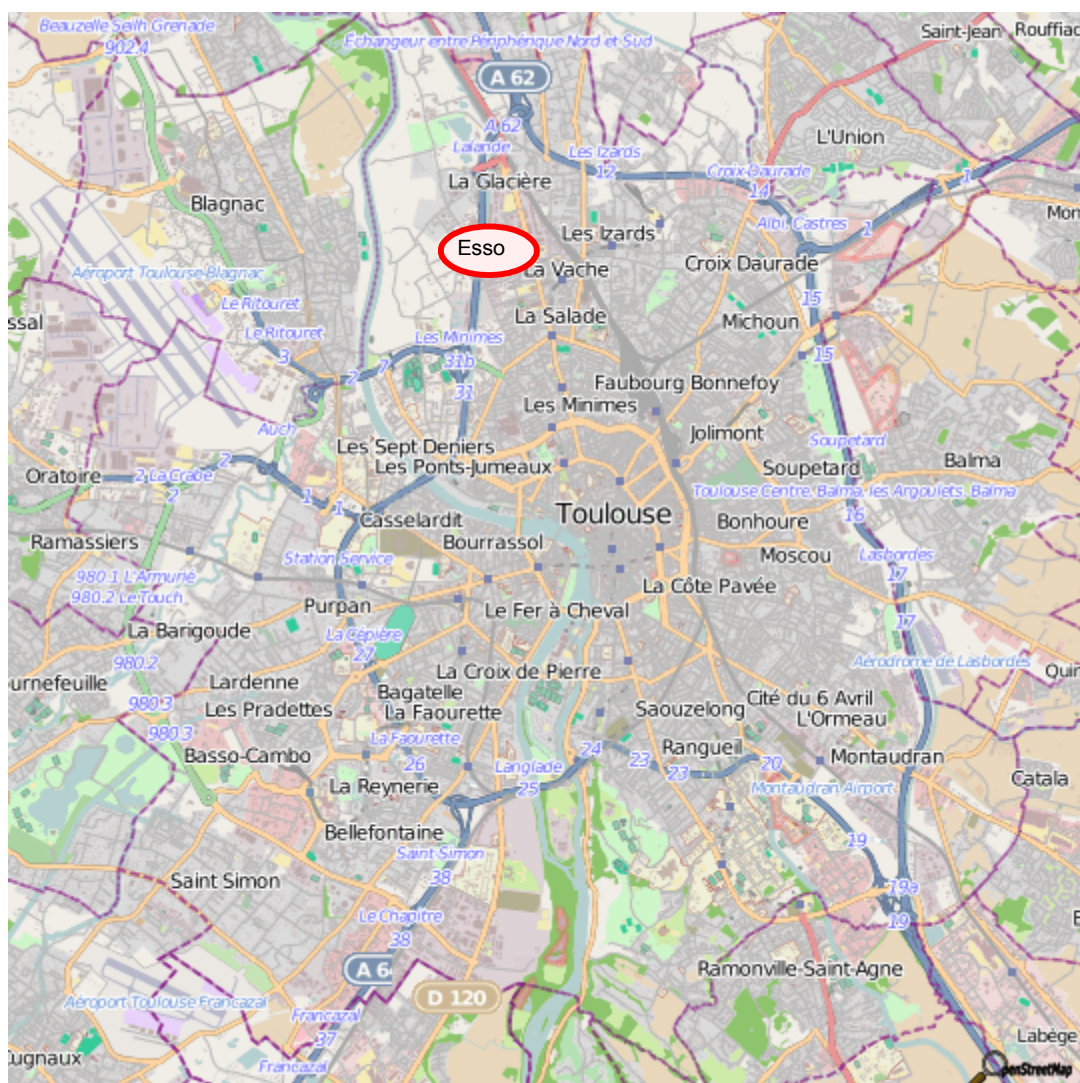 Beauzelle Seilh Grenade
902.4
Échangeur entre Périphérique Nord et Sud
Saint-Jean
Rouffiac
A 62
A 62
Lalande
Les Izards
12
L'Union
Croix-Daurade
14
1
La Glacière
Blagnac
Albi, Castres
1
Mon
Esso
Les Izards
La Vache
Croix Daurade
Aéroport Toulouse-Blagnac
Le Ritouret
15
ssal
La Salade
Michoun
Le Ritouret
3
Les Minimes
31b
31
15
2
7
Faubourg Bonnefoy
Les Minimes
Auch
Jolimont
Les Sept Deniers
Les Ponts-Jumeaux
Soupetard
Soupetard
Balma
Oratoire
2 La Crabe
2
2
1
1
Toulouse Centre, Balma, les Argoulets, Balma
16
Toulouse
Casselardit
Bonhoure
Ramassiers
Bourrassol
Station Service
Moscou
Lasbordes
17
980.1 L'Armurié
980.2 Le Touch
La Côte Pavée
Purpan
Le Fer à Cheval
17
La Barigoude
La Cépière
27
980.2
Aérodrome de Lasbordes
La Croix de Pierre
Quin
urnefeuille
Lardenne
Bagatelle
Cité du 6 Avril
980.3
Les Pradettes
La Faourette
Saouzelong
L'Ormeau
980.3
La Faourette
26
Rangueil
Basso-Cambo
Langlade
25
24
23
23
20
Montaudran
Catala
La Reynerie
Montaudran Airport
Bellefontaine
Saint Simon
38
19
Saint Simon
19a
19
Le Chapitre
38
A 6
D 120
Ramonville-Saint-Agne
Aéroport Toulouse Francazal
Francazal
37
Labège
Cugnaux
Francazal
OpenStreetMap